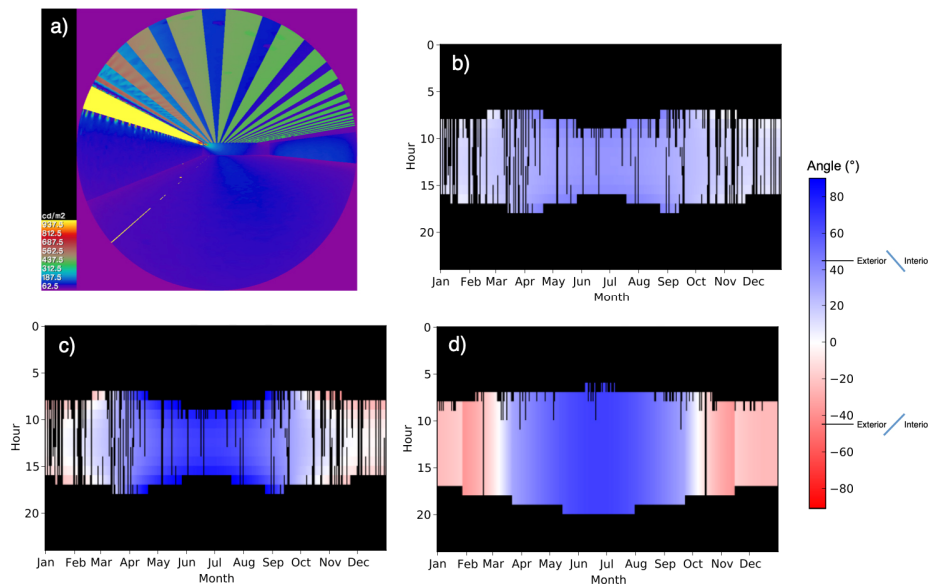 a)
cd/m2
937.5
812.5
687.5
562.5
437.5
312.5
187.5
62.5
b)
0
5
10
15
20
Hour
Jan Feb Mar Apr May Jun Jul Aug Sep Oct Nov Dec
Month
c)
0
5
10
15
20
Hour
Jan Feb Mar Apr May Jun Jul Aug Sep Oct Nov Dec
Month
d)
0
5
10
15
20
Hour
Jan Feb Mar Apr May Jun Jul Aug Sep Oct Nov Dec
Month
Angle (°)
80
60
40
20
0
−20
−40
−60
−80
Exterior Interio
Exterior Interio